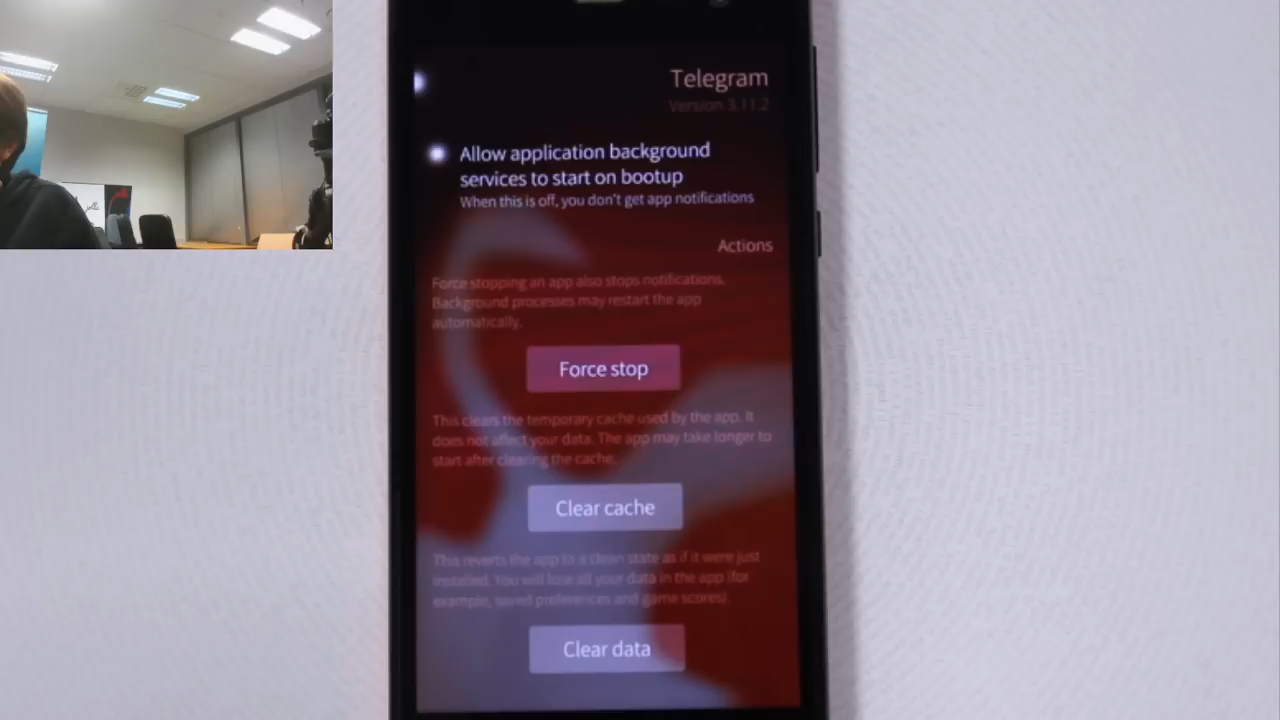 Telegram
Version 3.11.2
Allow application background
services to start on bootup
When this is off, you don't get app notifications
Actions
Force stopping an app also stops notifications.
Background processes may restart the app
automatically.
Force stop
This clears the temporary cache used by the app. It
does not affect your data. The app may take longer to
start after clearing the cache.
Clear cache
This reverts the app to a clean state as if it were just
installed. You will lose all your data in the app (for
example, saved preferences and game scores).
Clear data